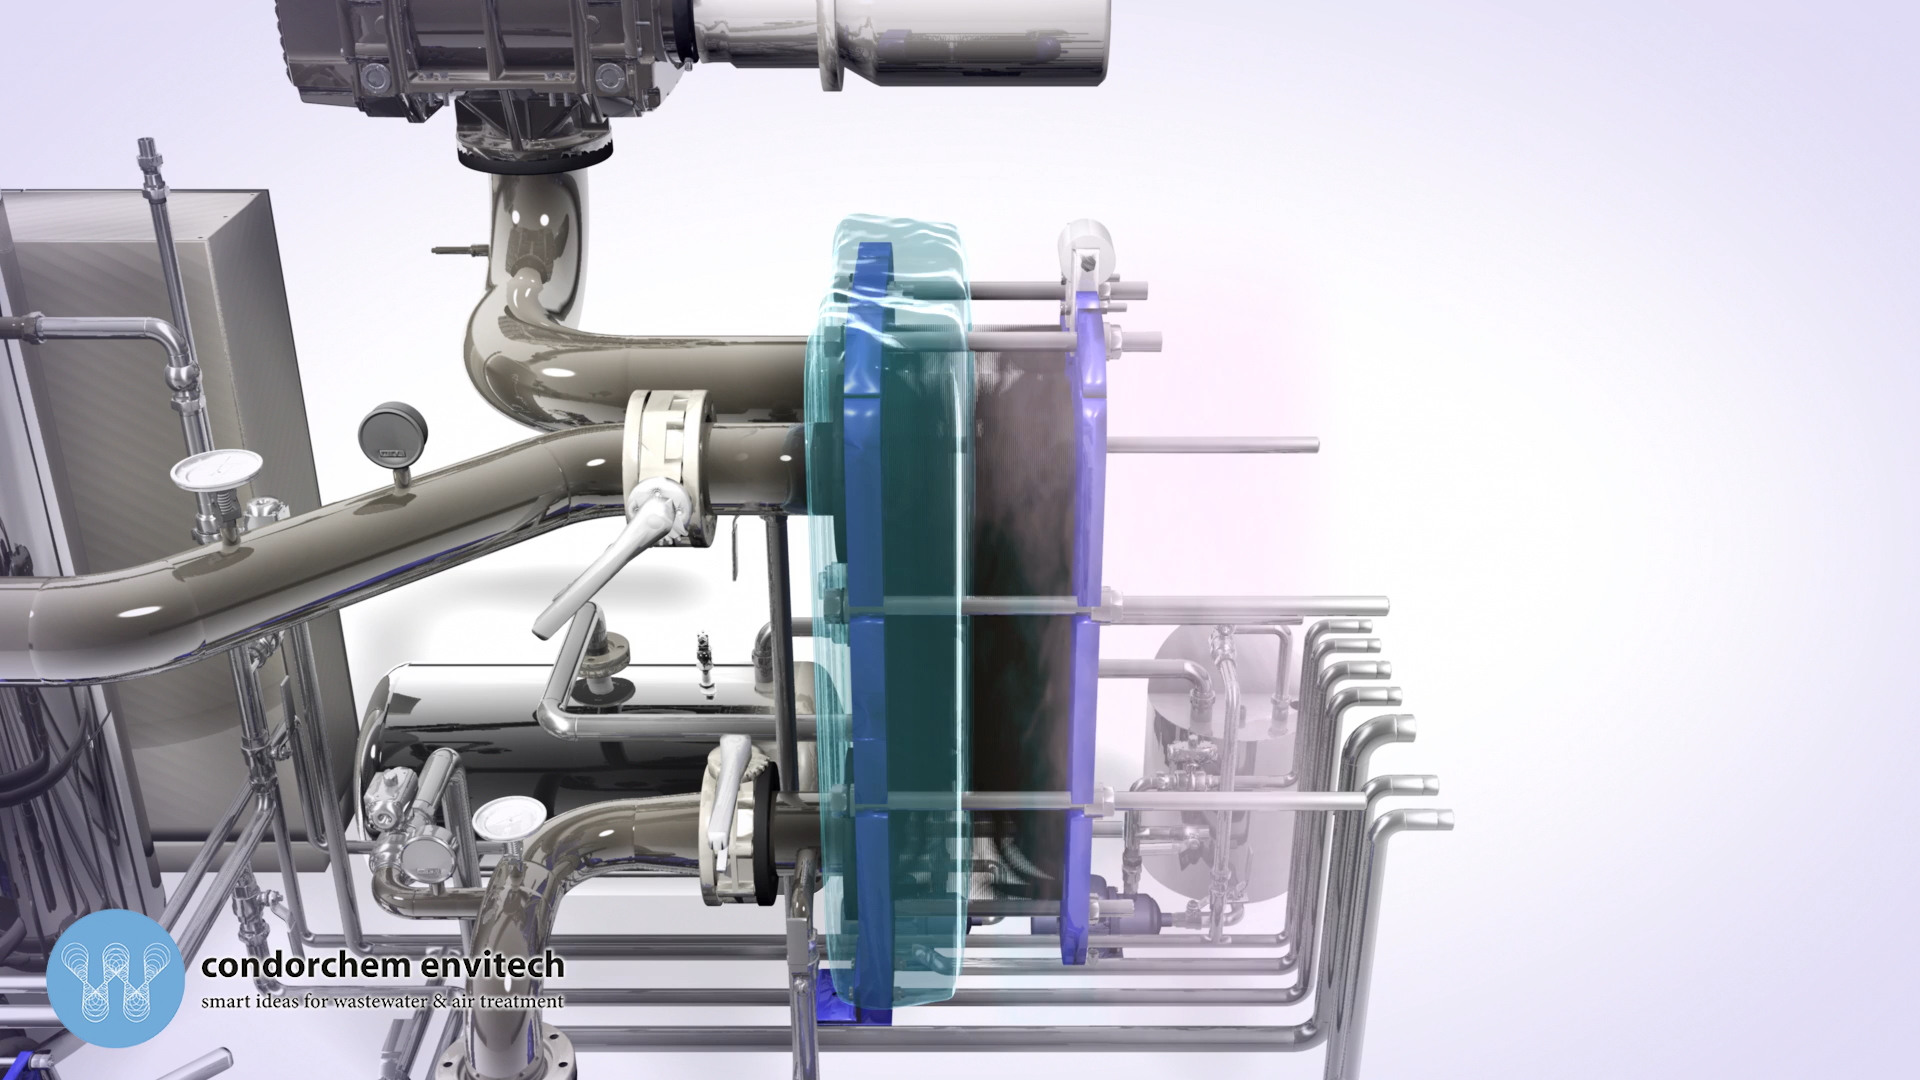 condorchem envitech
smart ideas for wastewater & air treatment